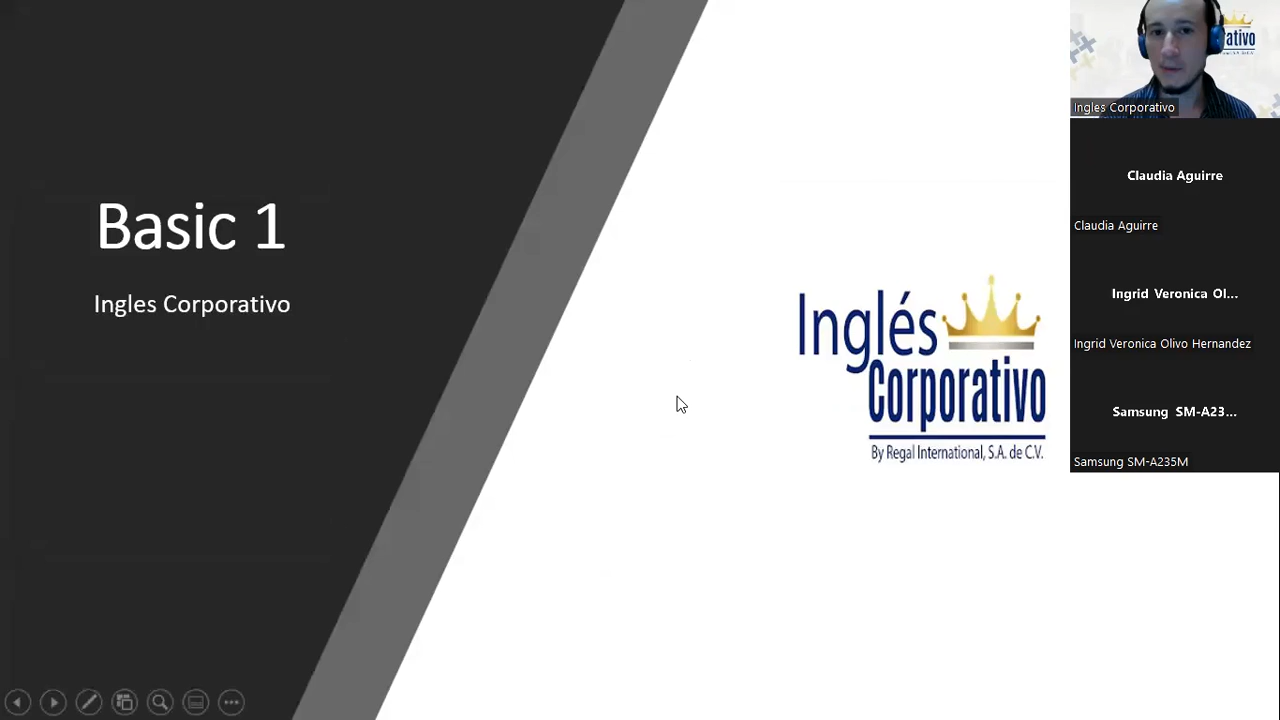 Basic 1
Ingles Corporativo
Inglés
Corporativo
By Regal International, S.A. de C.V.
Ingles Corporativo
Claudia Aguirre
Claudia Aguirre
Ingrid Veronica Ol...
Ingrid Veronica Olivo Hernandez
Samsung SM-A23...
Samsung SM-A235M